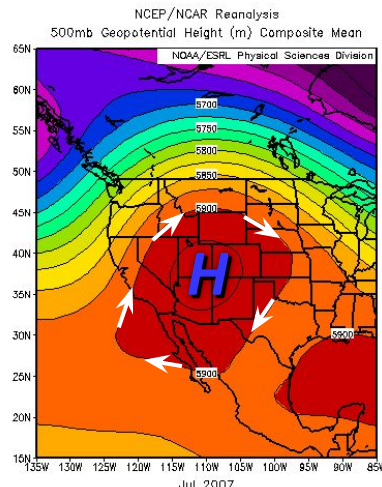 NCEP/NCAR Reanalysis
500mb Geopotential Height (m) Composite Mean
NOAA/ESRL Physical Sciences Division
65N
60N
5700
55N
5750
5800
50N
5850
45N
5900
40N
H
35N
30N
5900
25N
5900
20N
15N
135W 130W 125W 120W 115W 110W 105W 100W 95W 90W 85W
Jul 2007